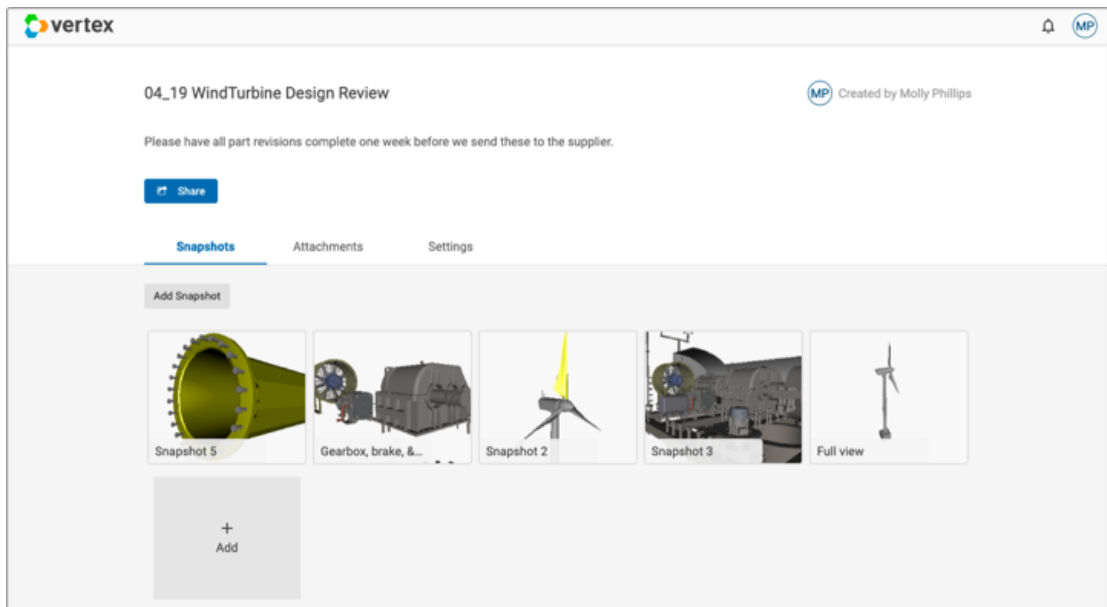 vertex
MP
04_19 WindTurbine Design Review
MP Created by Molly Phillips
Please have all part revisions complete one week before we send these to the supplier.
Share
Snapshots Attachments Settings
Add Snapshot
Snapshot 5
Gearbox, brake, &...
Snapshot 2
Snapshot 3
Full view
+
Add